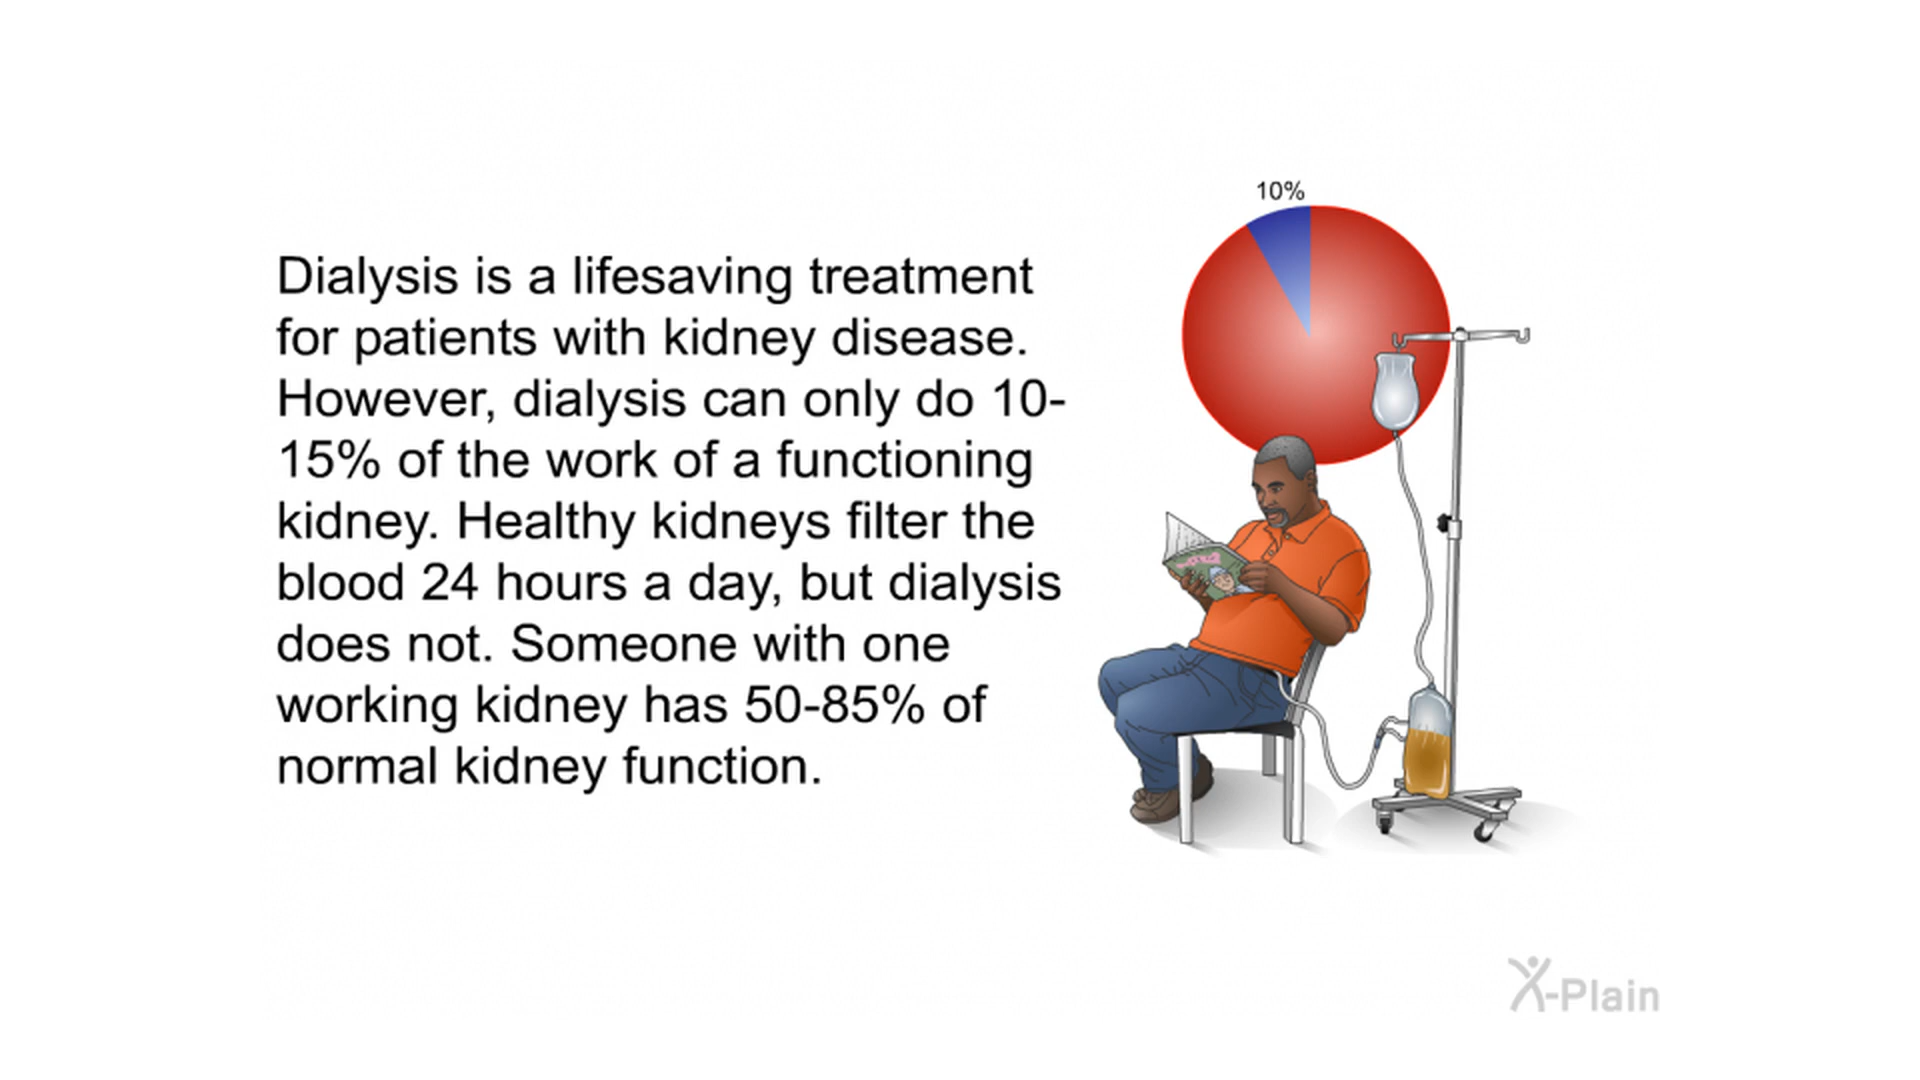 10%
Dialysis is a lifesaving treatment
for patients with kidney disease.
However, dialysis can only do 10-
15% of the work of a functioning
kidney. Healthy kidneys filter the
blood 24 hours a day, but dialysis
does not. Someone with one
working kidney has 50-85% of
normal kidney function.
X-Plain